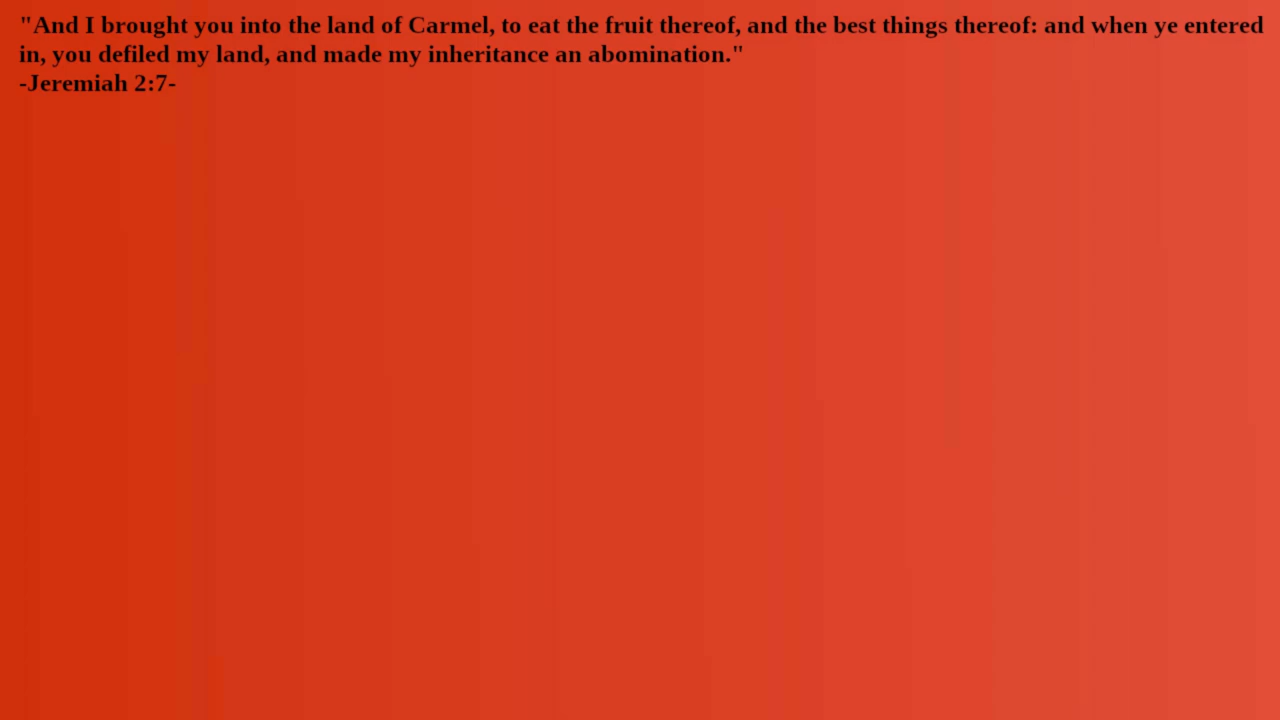 "And I brought you into the land of Carmel, to eat the fruit thereof, and the best things thereof: and when ye entered
in, you defiled my land, and made my inheritance an abomination."
-Jeremiah 2:7-